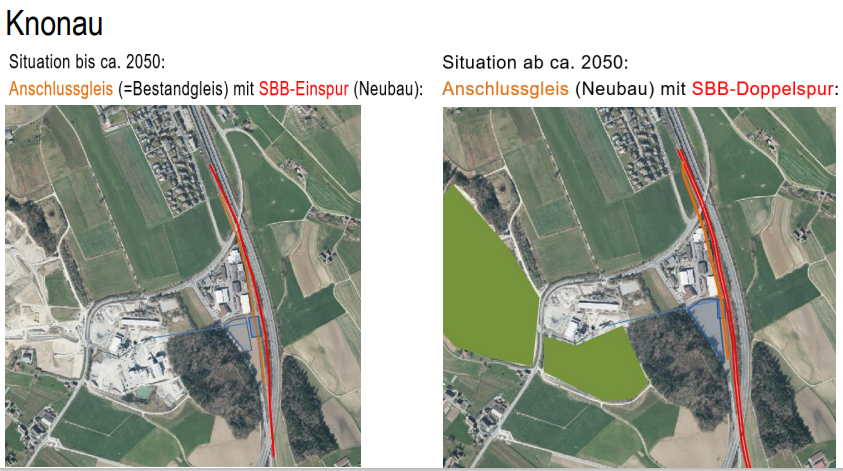 Knonau
Situation bis ca. 2050:
Anschlussgleis (=Bestandgleis) mit SBB-Einspur (Neubau):
Situation ab ca. 2050:
Anschlussgleis (Neubau) mit SBB-Doppelspur: